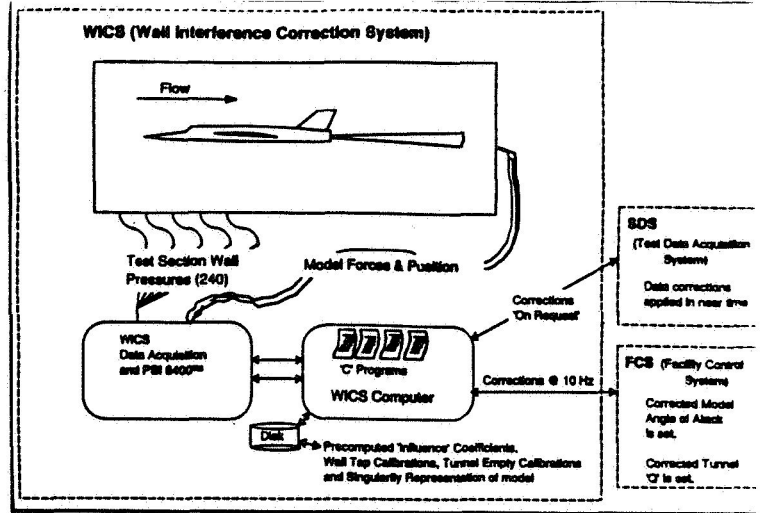 WICS (Wall Interference Correction System)
Flow
Test Section Wall
Pressures (240)
Model Forces & Position
SDS
(Test Data Acquisition
System)
Data corrections
applied in near time
Corrections
'On Request'
WICS
Data Acquisition
and PSI 8400™
'C' Programs
WICS Computer
Corrections @ 10 Hz
FCS (Facility Control
System)
Corrected Model
Angle of Attack
is set.
Corrected Tunnel
'Q' is set.
Disk
Precomputed 'Influence' Coefficients,
Wall Tap Calibrations, Tunnel Empty Calibrations
and Singularity Representation of model